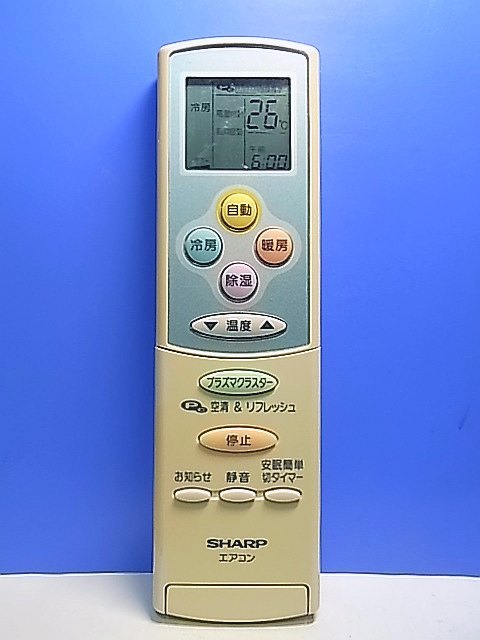 冷房
26℃
午前
6:00
自動
冷房
暖房
除湿
▼ 温度 ▲
プラズマクラスター
空清 & リフレッシュ
停止
お知らせ 静音 安眠簡単
切タイマー
SHARP
エアコン